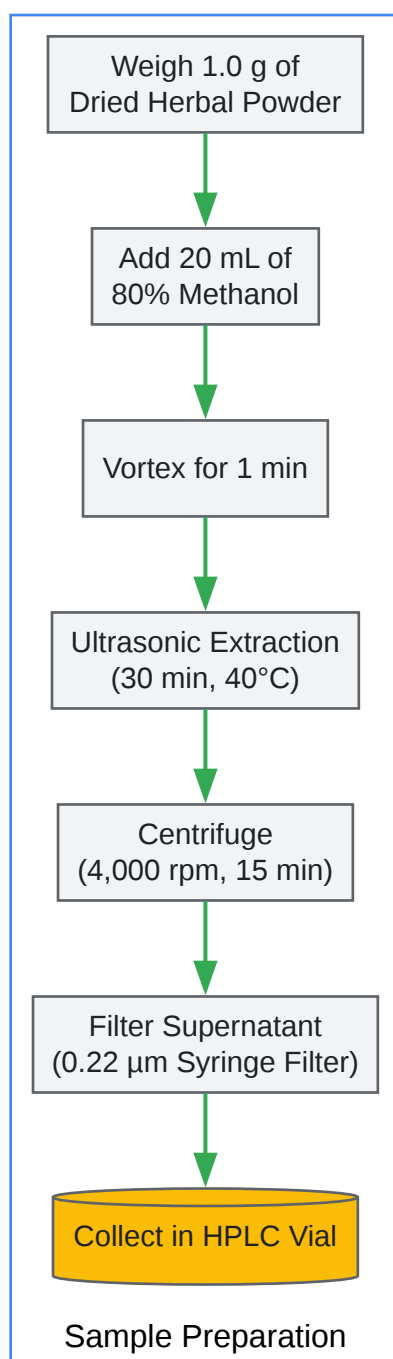 Weigh 1.0 g of
Dried Herbal Powder
Add 20 mL of
80% Methanol
Vortex for 1 min
Ultrasonic Extraction
(30 min, 40°C)
Centrifuge
(4,000 rpm, 15 min)
Filter Supernatant
(0.22 µm Syringe Filter)
Collect in HPLC Vial
Sample Preparation